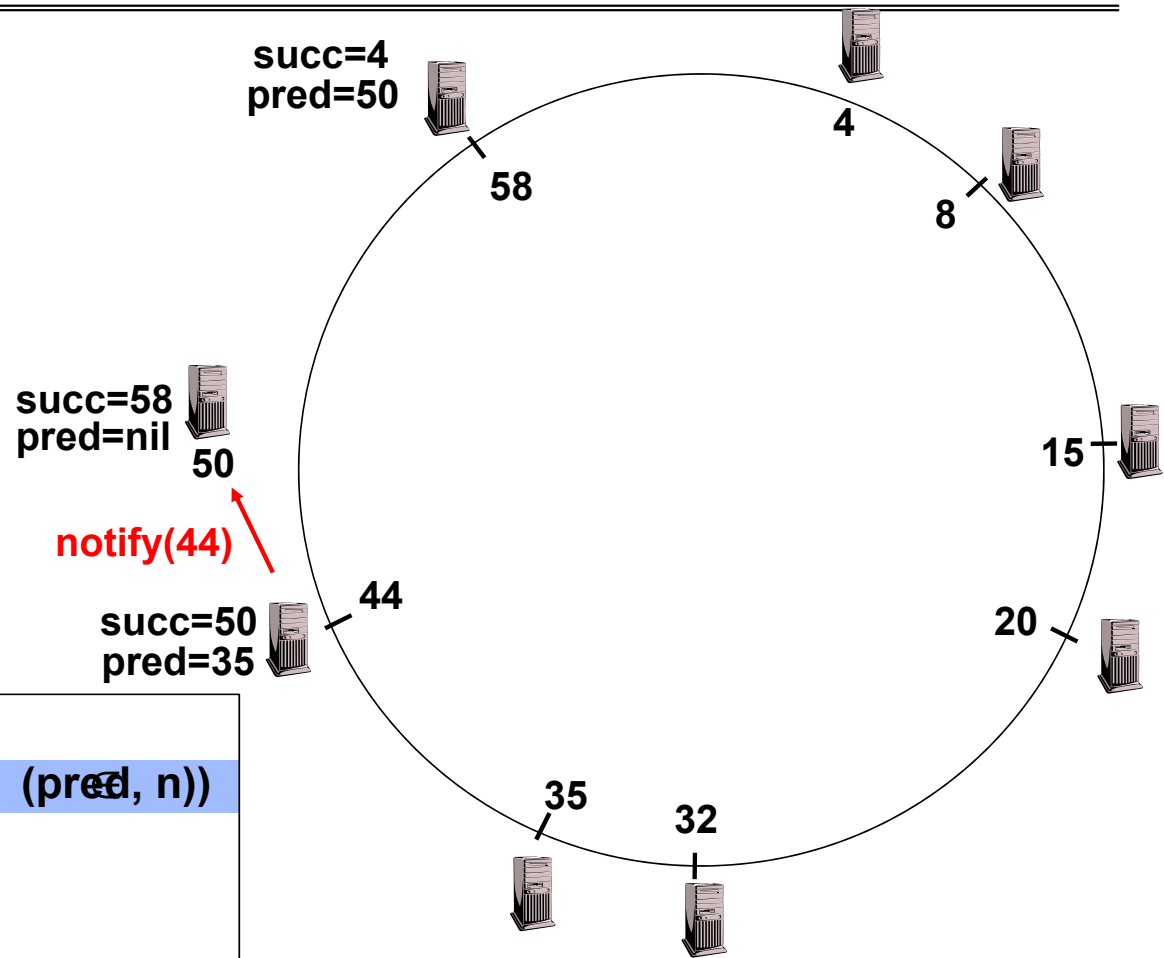 succ=4
pred=50
4
58
8
succ=58
pred=nil
50
15
notify(44)
44
succ=50
pred=35
20
(pred, n))
35
32